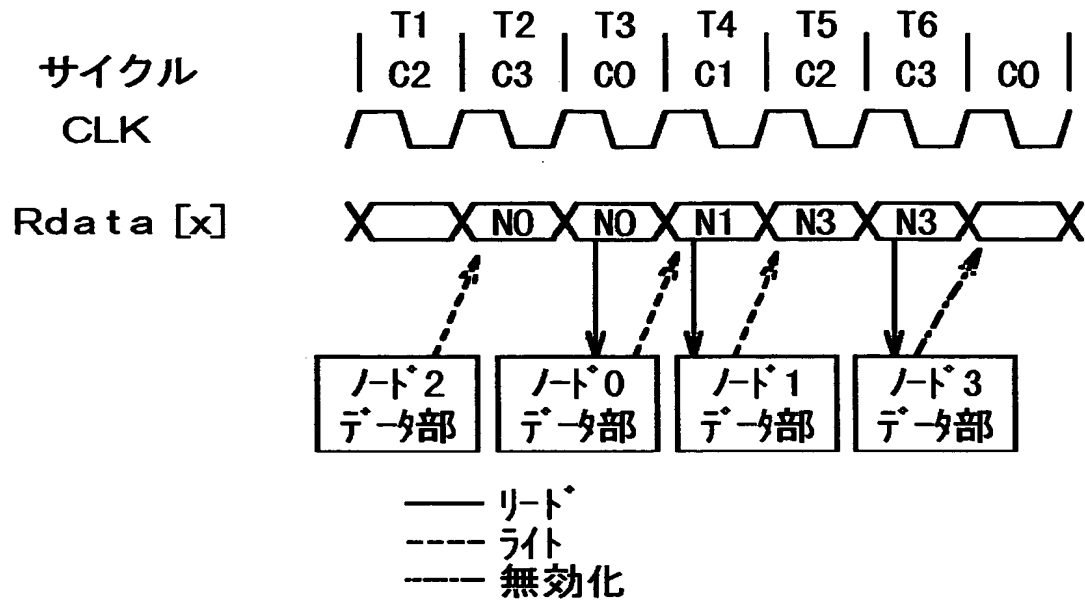 T1 T2 T3 T4 T5 T6
サイクル C2 C3 C0 C1 C2 C3 C0
CLK
Rdata [x] N0 N0 N1 N3 N3
ノード2 ノード0 ノード1 ノード3
データ部 データ部 データ部 データ部
リード
ライト
無効化